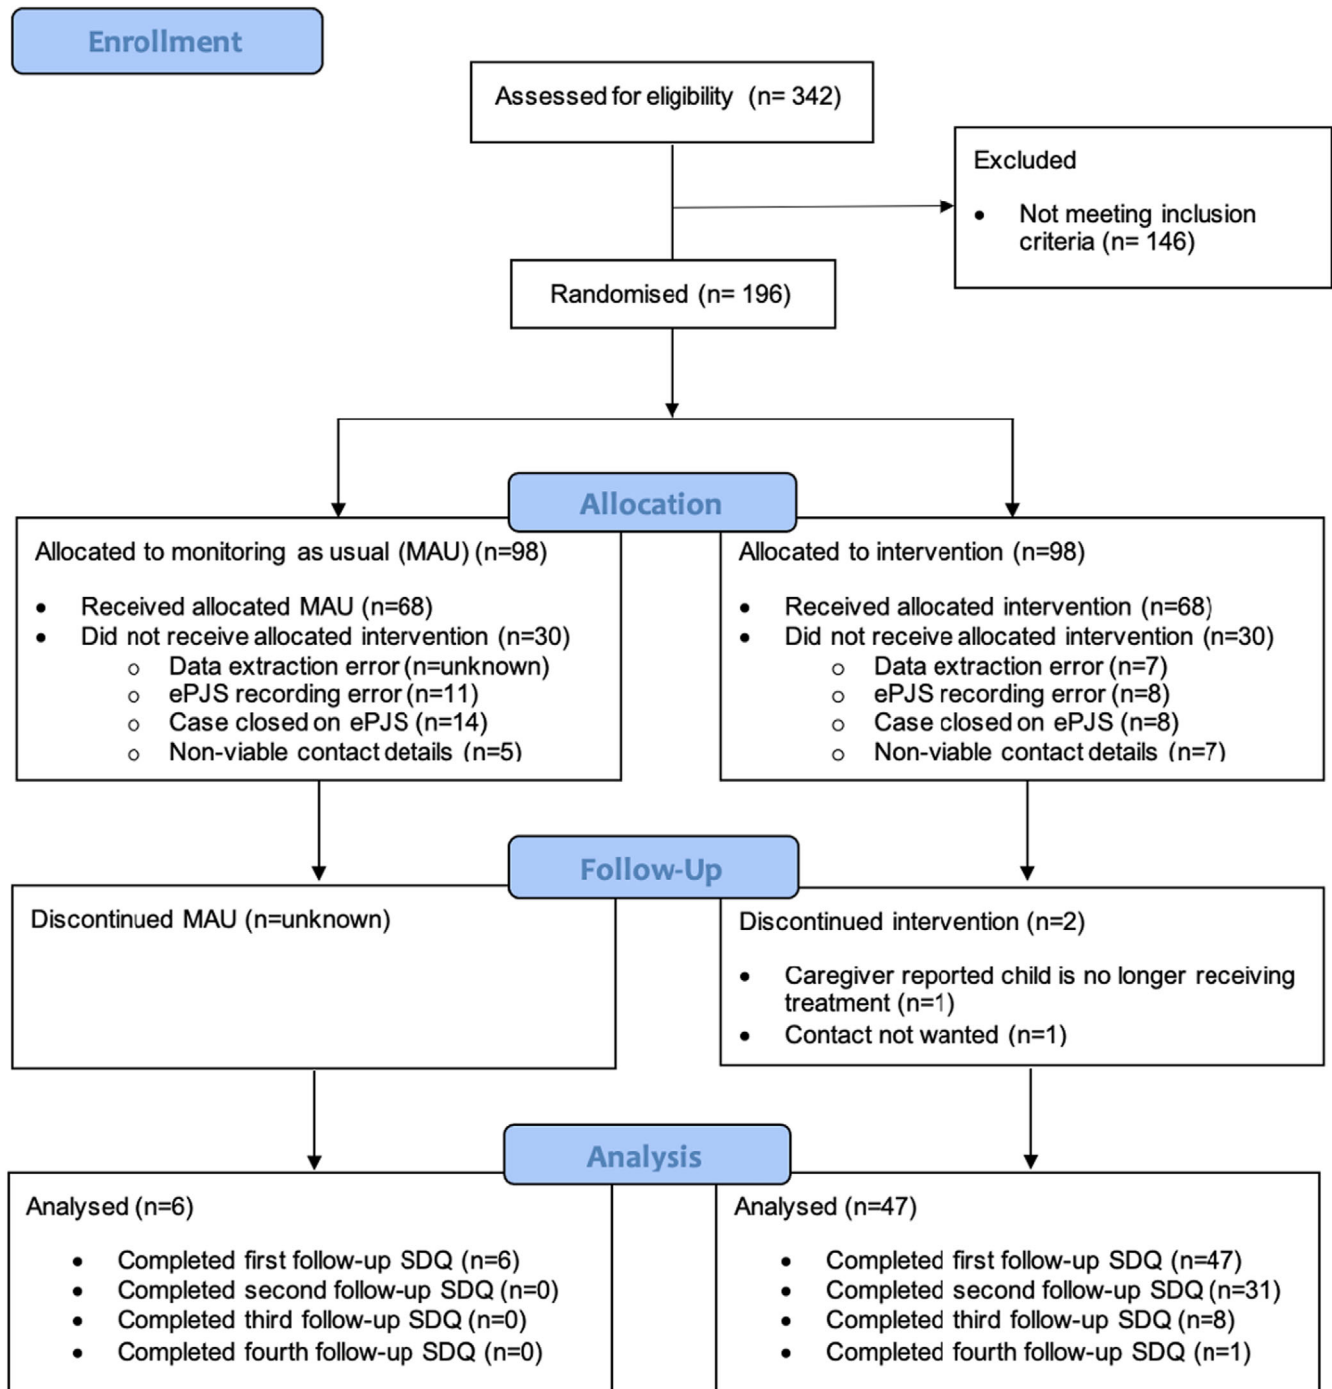 Enrollment
Assessed for eligibility (n= 342)
Excluded
• Not meeting inclusion
criteria (n= 146)
Randomised (n= 196)
Allocation
Allocated to monitoring as usual (MAU) (n=98)
• Received allocated MAU (n=68)
• Did not receive allocated intervention (n=30)
o Data extraction error (n=unknown)
o ePJS recording error (n=11)
o Case closed on ePJS (n=14)
o Non-viable contact details (n=5)
Allocated to intervention (n=98)
• Received allocated intervention (n=68)
• Did not receive allocated intervention (n=30)
o Data extraction error (n=7)
o ePJS recording error (n=8)
o Case closed on ePJS (n=8)
o Non-viable contact details (n=7)
Follow-Up
Discontinued MAU (n=unknown)
Discontinued intervention (n=2)
• Caregiver reported child is no longer receiving
treatment (n=1)
• Contact not wanted (n=1)
Analysis
Analysed (n=6)
• Completed first follow-up SDQ (n=6)
• Completed second follow-up SDQ (n=0)
• Completed third follow-up SDQ (n=0)
• Completed fourth follow-up SDQ (n=0)
Analysed (n=47)
• Completed first follow-up SDQ (n=47)
• Completed second follow-up SDQ (n=31)
• Completed third follow-up SDQ (n=8)
• Completed fourth follow-up SDQ (n=1)